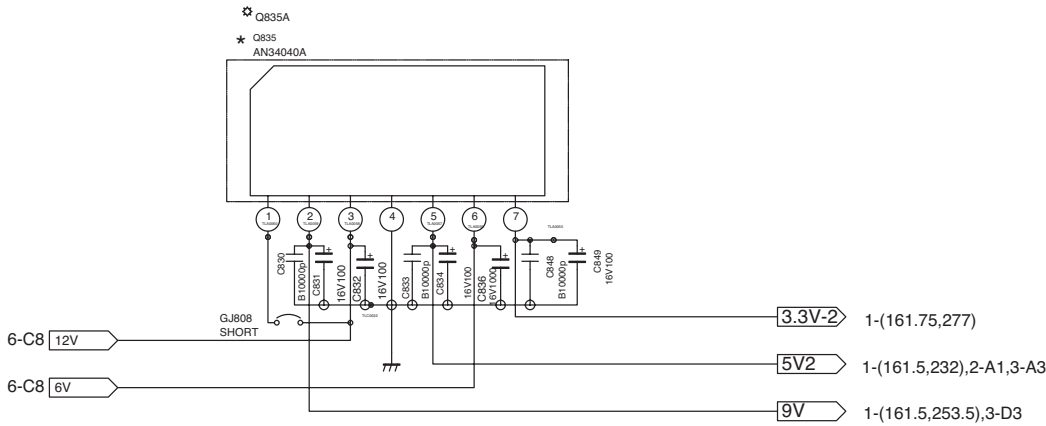 Q835A
* Q835
AN34040A
1 2 3 4 5 6 7
C830
B10000p
C831
16V100
C832
16V100
C833
B10000p
C834
16V100
C836
16V1000
C848
B10000p
C849
16V100
GJ808
SHORT
6-C8 12V
6-C8 6V
3.3V-2 1-(161.75,277)
5V2 1-(161.5,232),2-A1,3-A3
9V 1-(161.5,253.5),3-D3